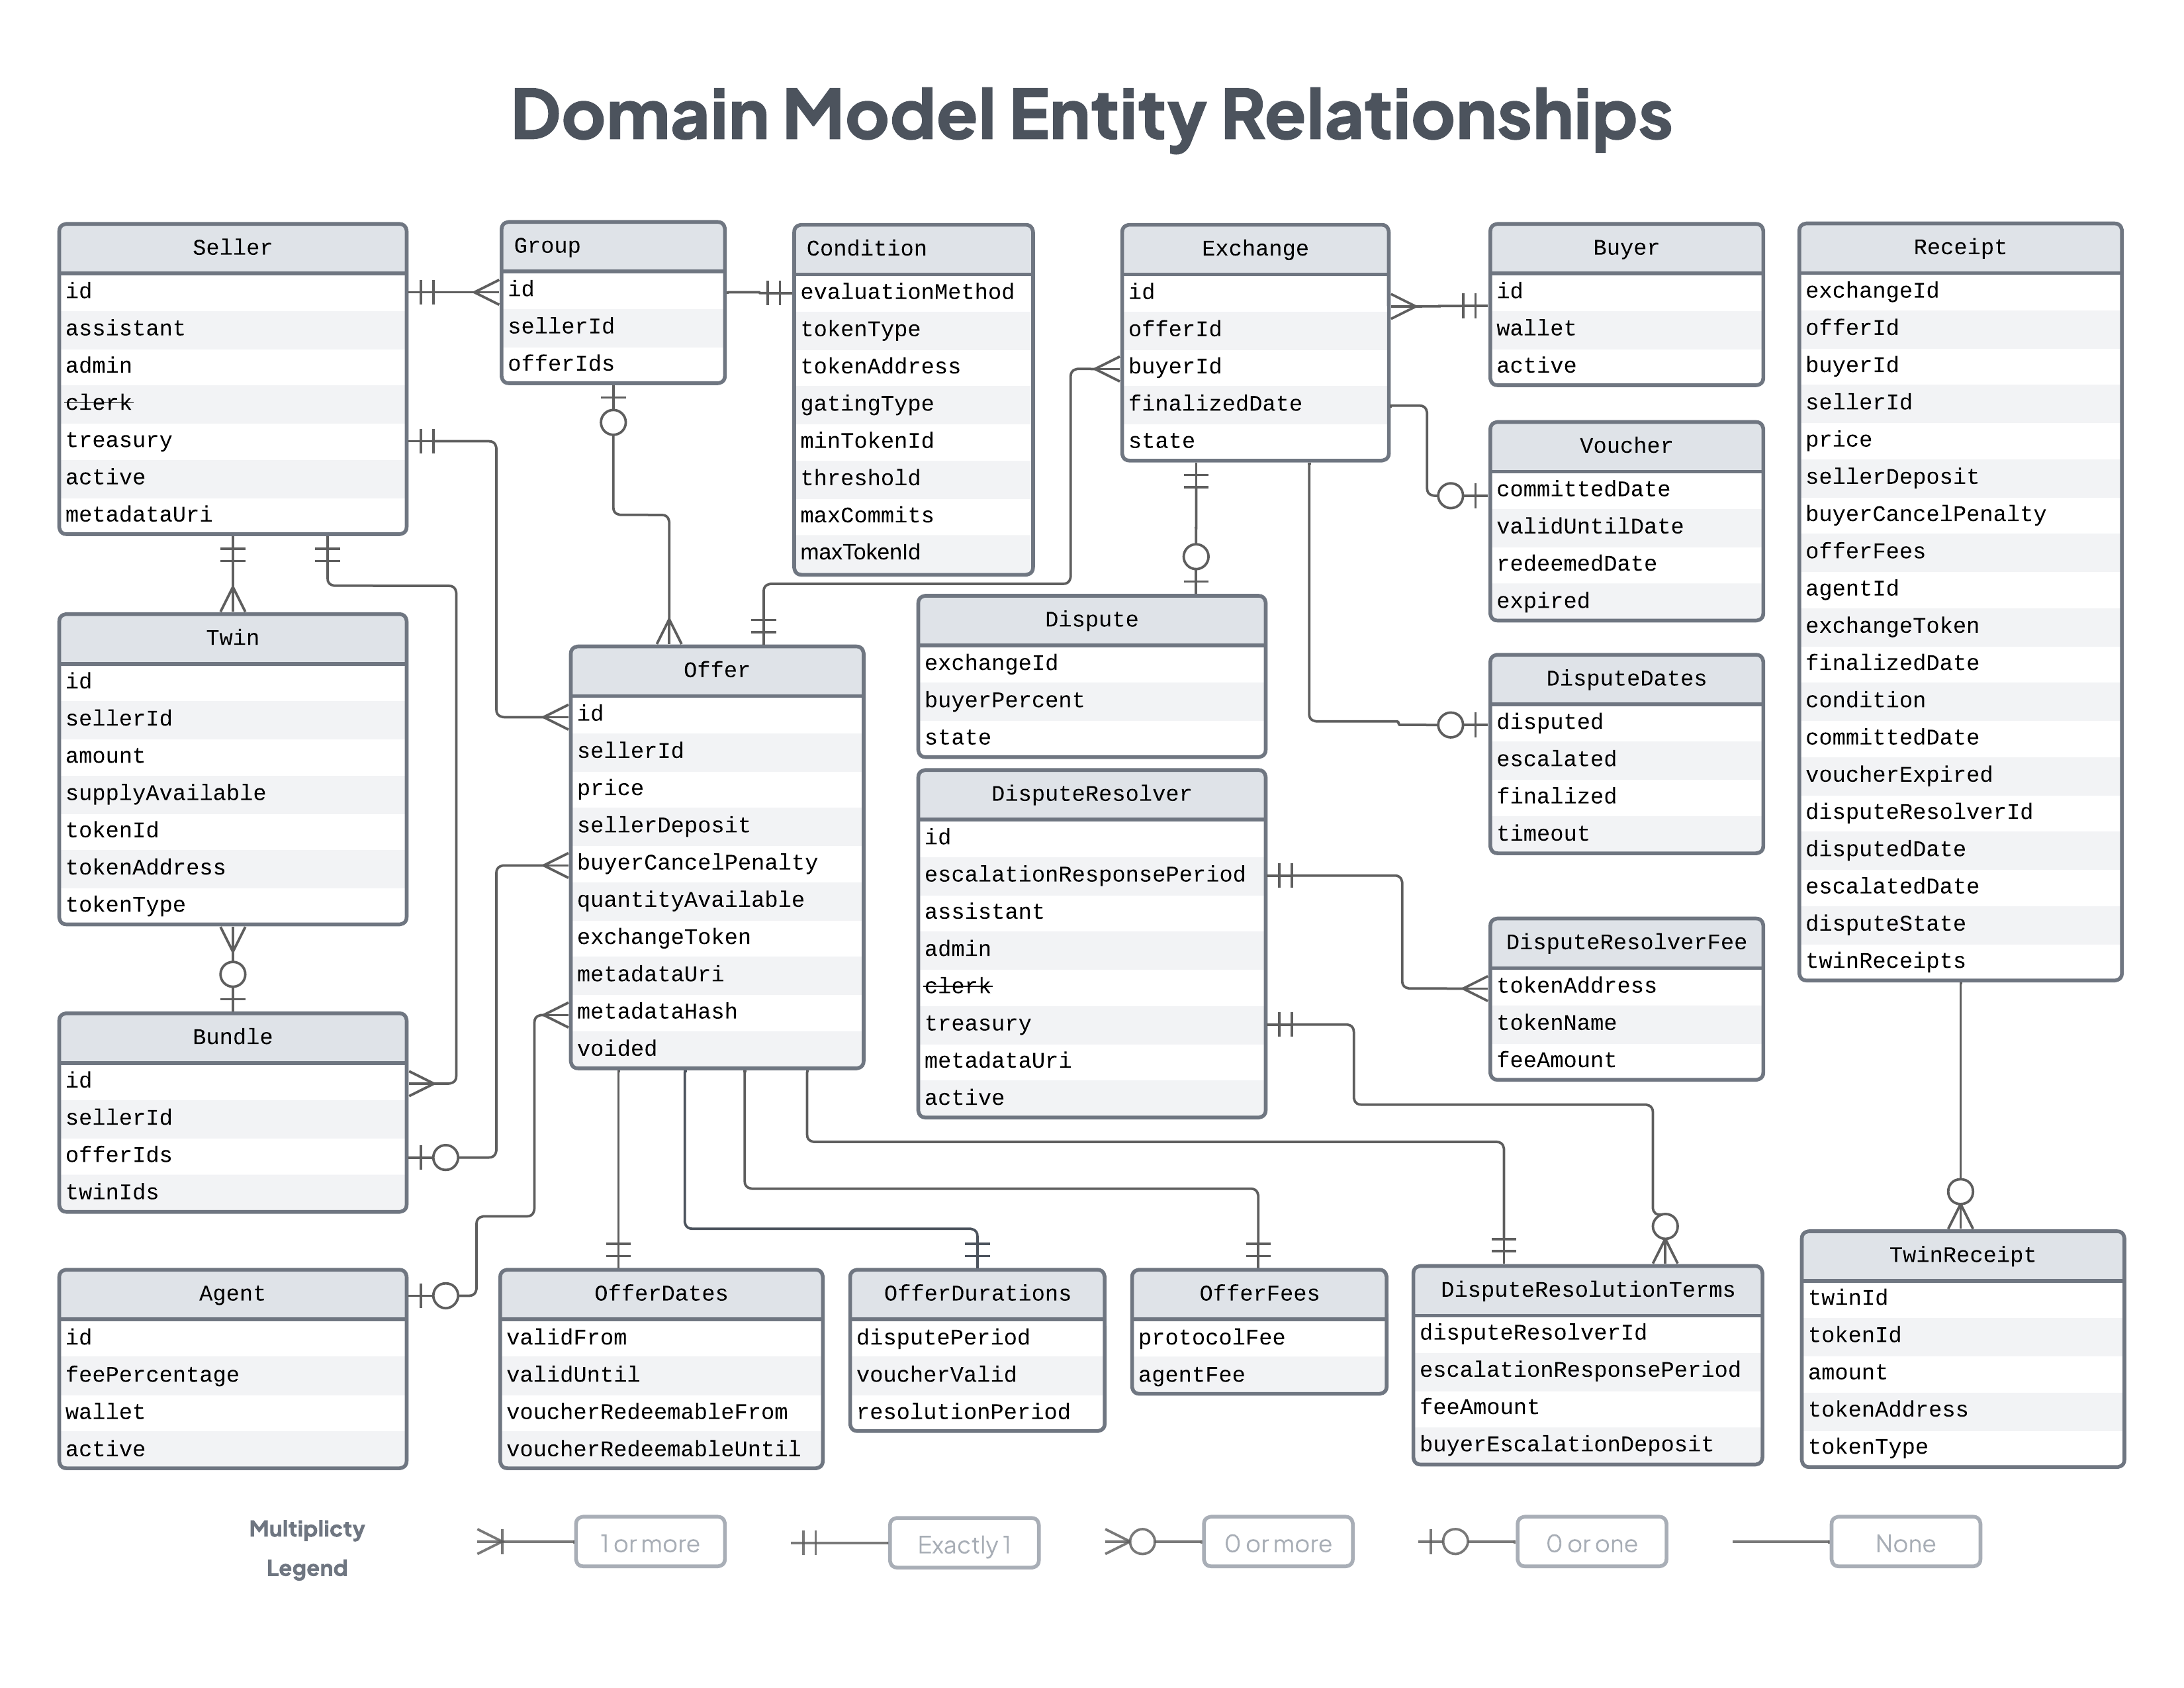 Domain Model Entity Relationships
Seller
id
assistant
admin
clerk
treasury
active
metadataUri
Group
id
sellerId
offerIds
Condition
evaluationMethod
tokenType
tokenAddress
gatingType
minTokenId
threshold
maxCommits
maxTokenId
Exchange
id
offerId
buyerId
finalizedDate
state
Buyer
id
wallet
active
Receipt
exchangeId
offerId
buyerId
sellerId
price
sellerDeposit
buyerCancelPenalty
offerFees
agentId
exchangeToken
finalizedDate
condition
committedDate
voucherExpired
disputeResolverId
disputedDate
escalatedDate
disputeState
twinReceipts
Voucher
committedDate
validUntilDate
redeemedDate
expired
Twin
id
sellerId
amount
supplyAvailable
tokenId
tokenAddress
tokenType
Offer
id
sellerId
price
sellerDeposit
buyerCancelPenalty
quantityAvailable
exchangeToken
metadataUri
metadataHash
voided
Dispute
exchangeId
buyerPercent
state
DisputeDates
disputed
escalated
finalized
timeout
DisputeResolver
id
escalationResponsePeriod
assistant
admin
clerk
treasury
metadataUri
active
DisputeResolverFee
tokenAddress
tokenName
feeAmount
Bundle
id
sellerId
offerIds
twinIds
Agent
id
feePercentage
wallet
active
OfferDates
validFrom
validUntil
voucherRedeemableFrom
voucherRedeemableUntil
OfferDurations
disputePeriod
voucherValid
resolutionPeriod
OfferFees
protocolFee
agentFee
DisputeResolutionTerms
disputeResolverId
escalationResponsePeriod
feeAmount
buyerEscalationDeposit
TwinReceipt
twinId
tokenId
amount
tokenAddress
tokenType
Multiplicty
Legend
1 or more
Exactly 1
0 or more
0 or one
None